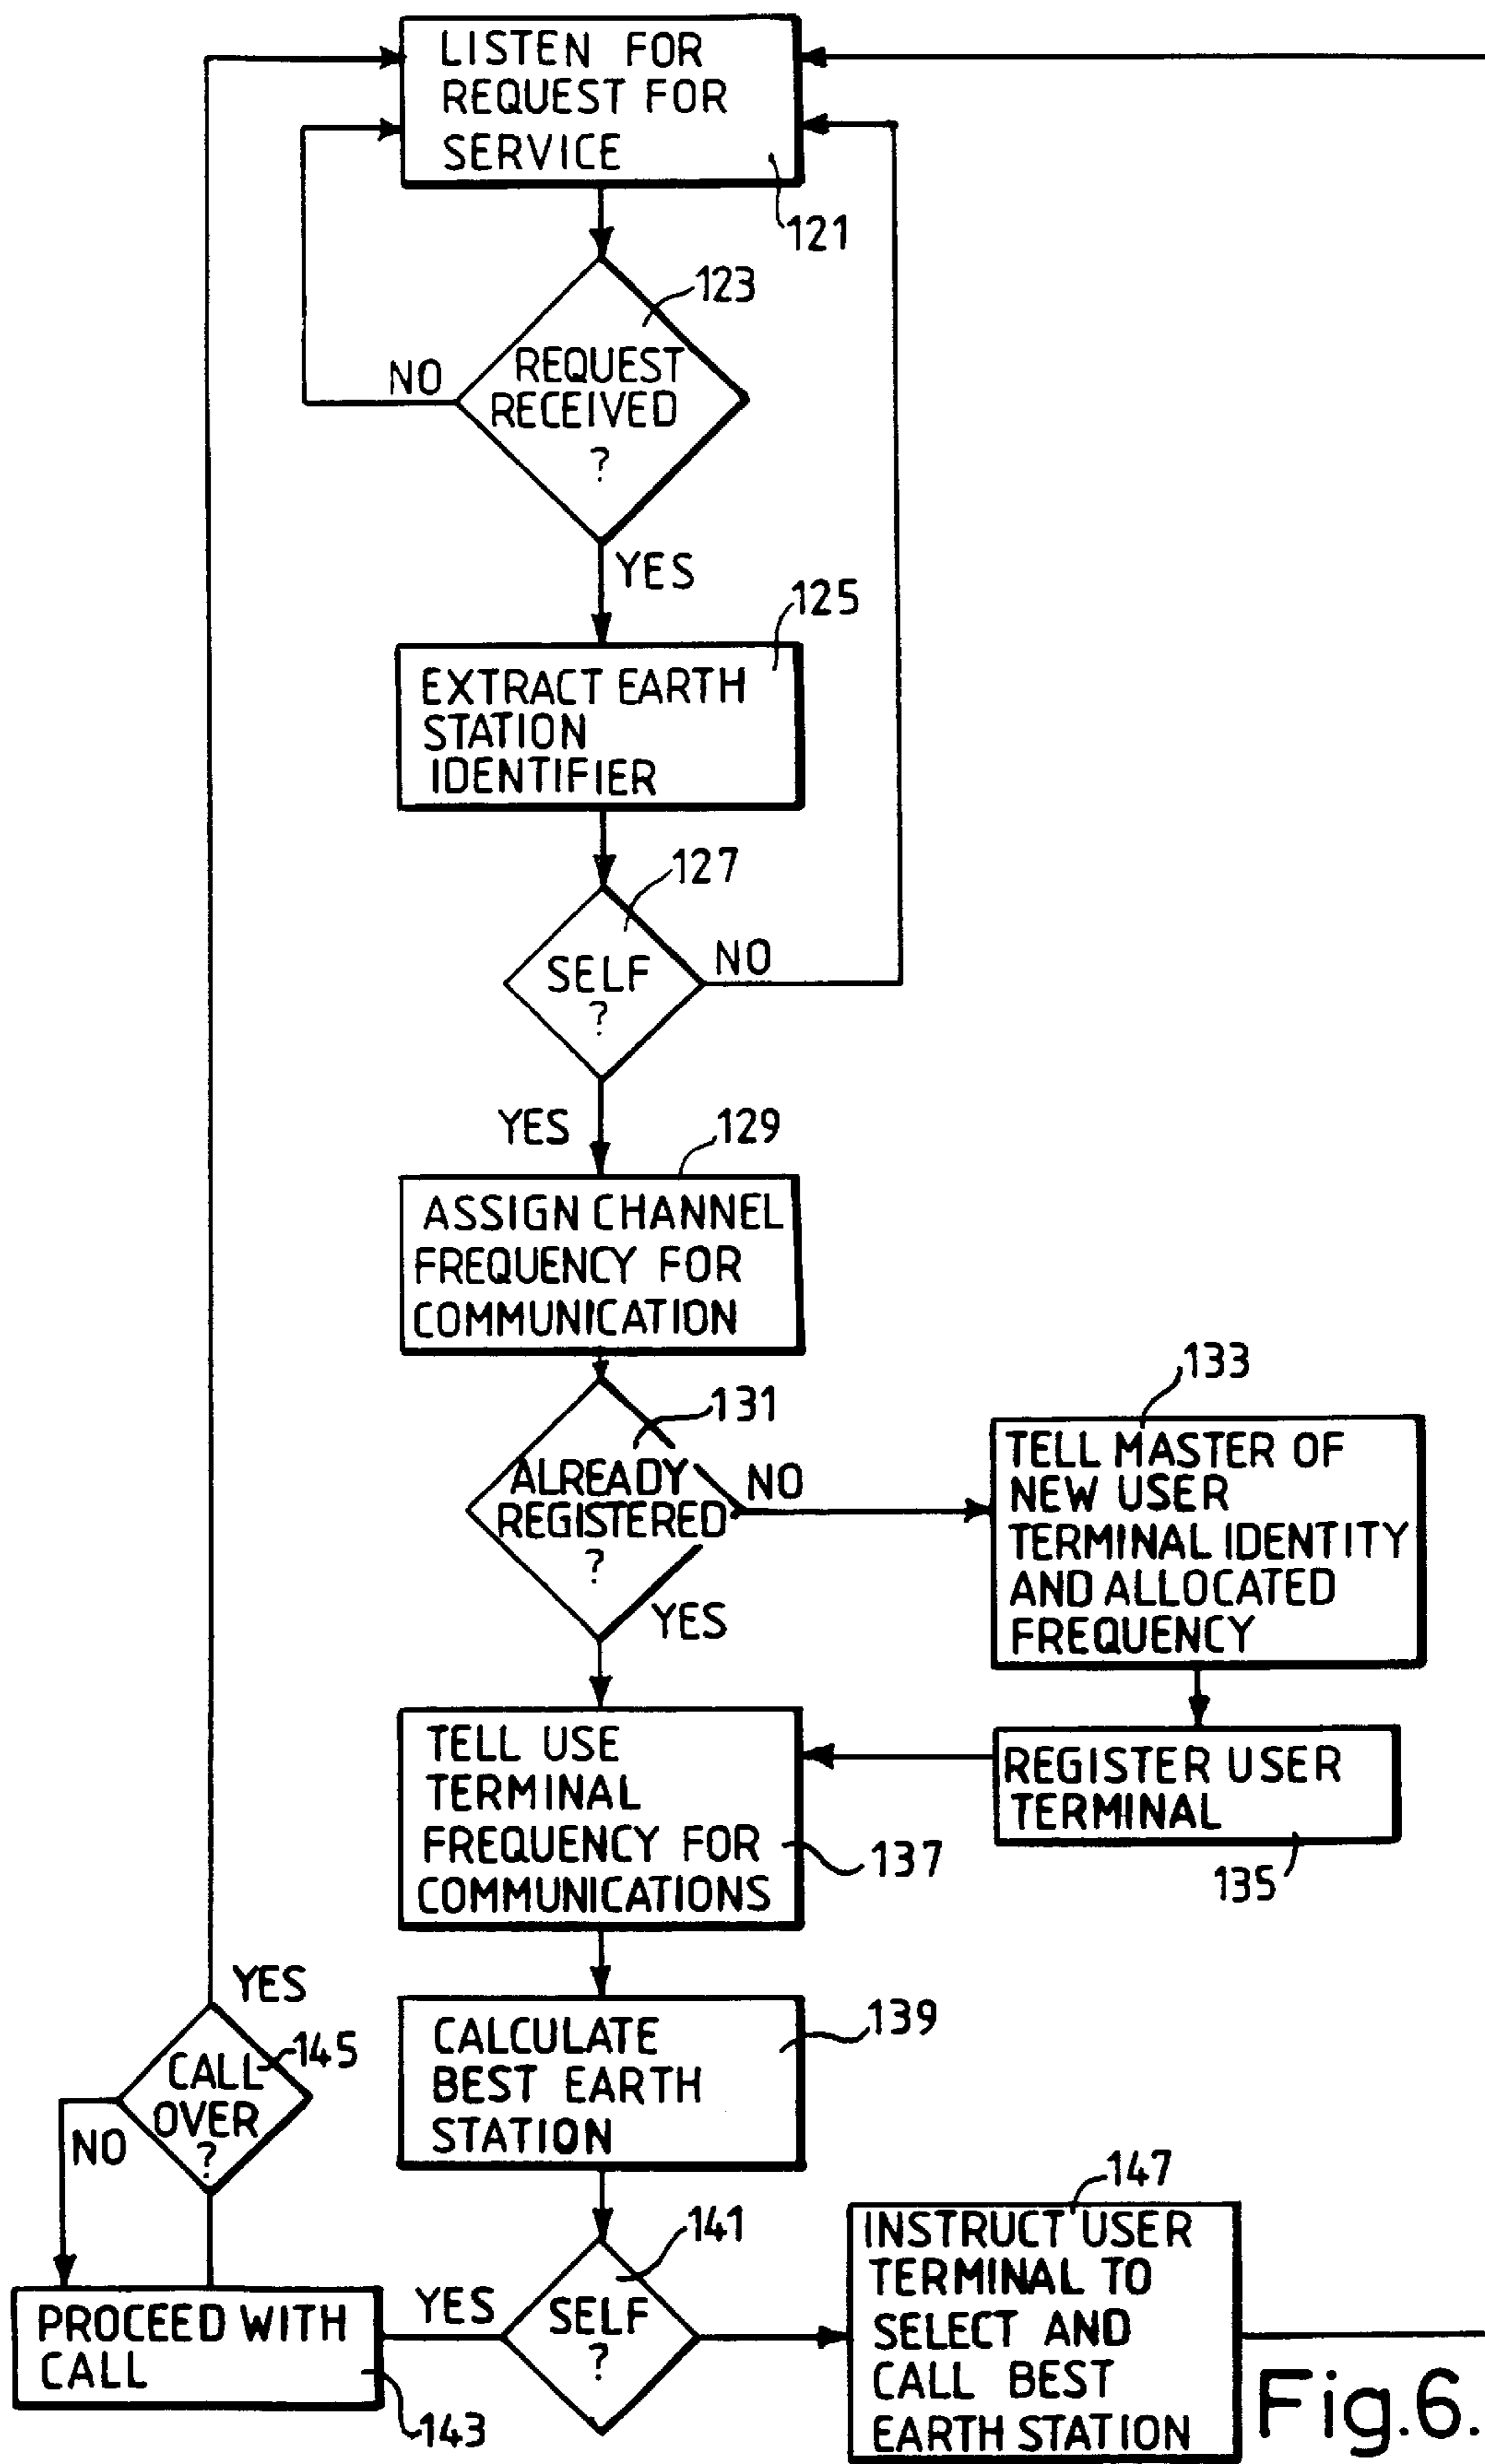 LISTEN FOR
REQUEST FOR
SERVICE
121
123
REQUEST
RECEIVED
?
NO
YES
125
EXTRACT EARTH
STATION
IDENTIFIER
127
SELF
?
NO
YES
129
ASSIGN CHANNEL
FREQUENCY FOR
COMMUNICATION
131
ALREADY
REGISTERED
?
NO
YES
133
TELL MASTER OF
NEW USER
TERMINAL IDENTITY
AND ALLOCATED
FREQUENCY
REGISTER USER
TERMINAL
135
TELL USE
TERMINAL
FREQUENCY FOR
COMMUNICATIONS
137
CALCULATE
BEST EARTH
STATION
139
141
SELF
?
YES
PROCEED WITH
CALL
143
145
CALL
OVER
?
YES
NO
147
INSTRUCT USER
TERMINAL TO
SELECT AND
CALL BEST
EARTH STATION
Fig.6.